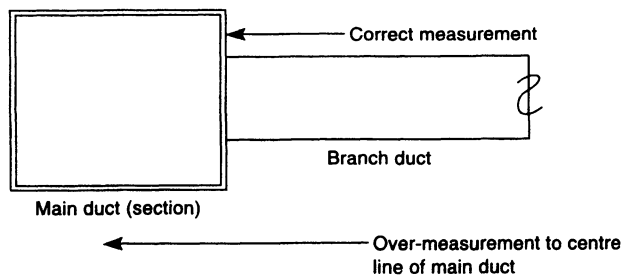 Correct measurement
Branch duct
Main duct (section)
Over-measurement to centre
line of main duct